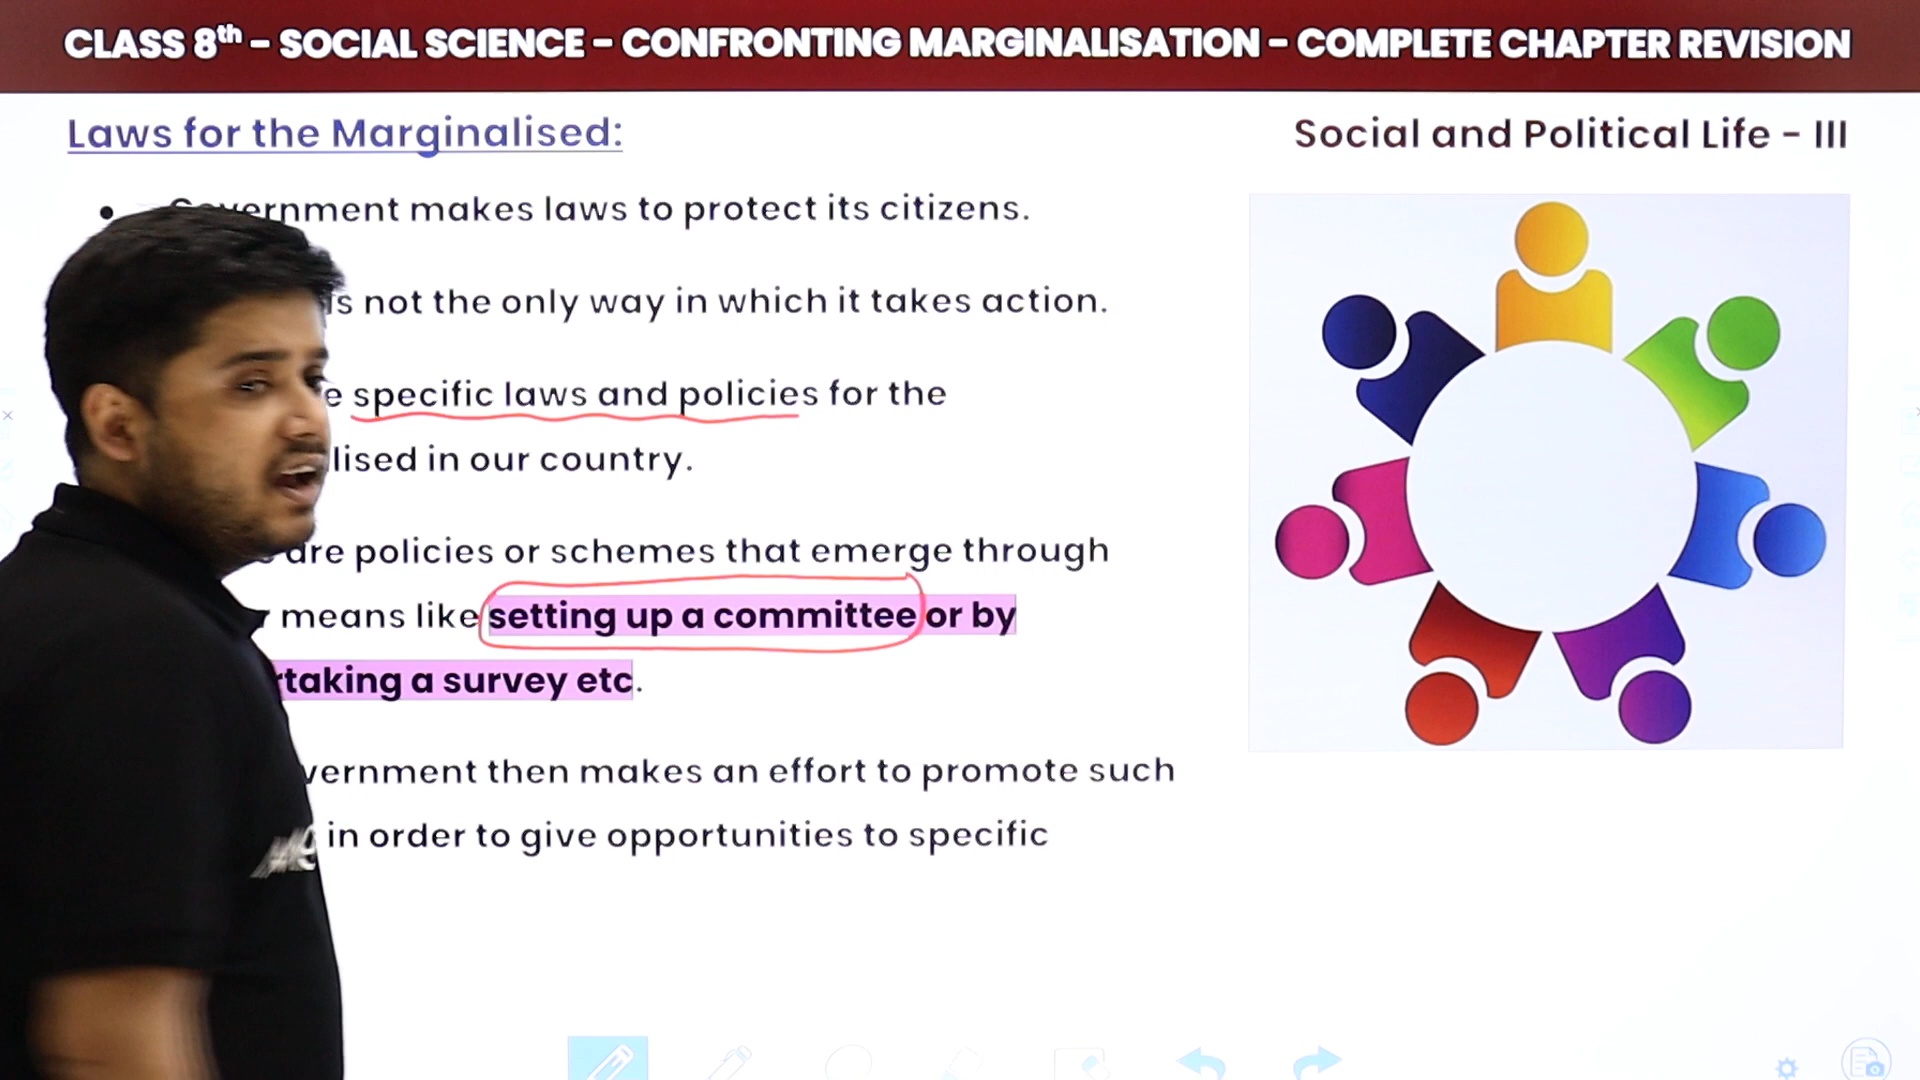 CLASS 8th – SOCIAL SCIENCE – CONFRONTING MARGINALISATION – COMPLETE CHAPTER REVISION
Laws for the Marginalised:
Social and Political Life - III
• Government makes laws to protect its citizens.
is not the only way in which it takes action.
specific laws and policies for the
lised in our country.
are policies or schemes that emerge through
means like setting up a committee or by
taking a survey etc.
vernment then makes an effort to promote such
in order to give opportunities to specific